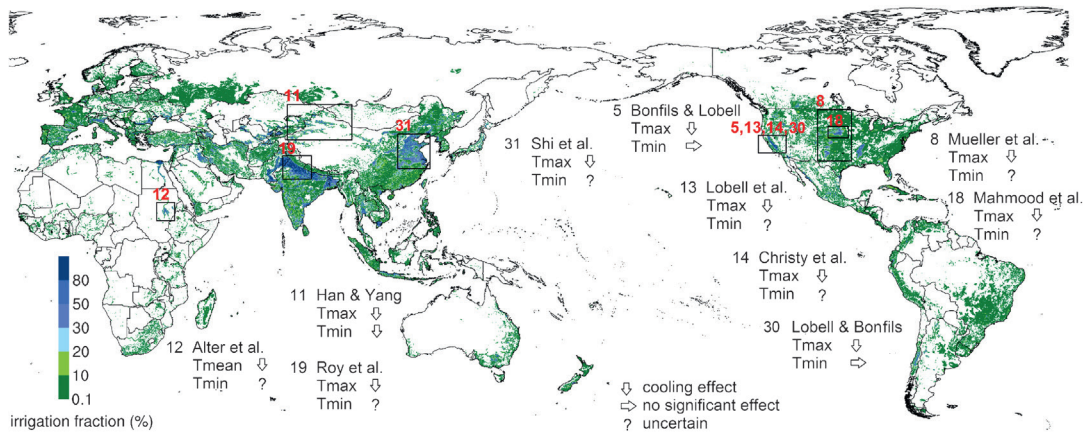 11
31
19
12
8
18
5,13,14,30
5 Bonfils & Lobell
Tmax ⇩
Tmin ⇨
31 Shi et al.
Tmax ⇩
Tmin ?
8 Mueller et al.
Tmax ⇩
Tmin ?
13 Lobell et al.
Tmax ⇩
Tmin ?
18 Mahmood et al.
Tmax ⇩
Tmin ?
14 Christy et al.
Tmax ⇩
Tmin ?
11 Han & Yang
Tmax ⇩
Tmin ⇩
30 Lobell & Bonfils
Tmax ⇩
Tmin ⇨
12 Alter et al.
Tmean ⇩
Tmin ?
19 Roy et al.
Tmax ⇩
Tmin ?
80
50
30
20
10
0.1
irrigation fraction (%)
⇩ cooling effect
⇨ no significant effect
? uncertain